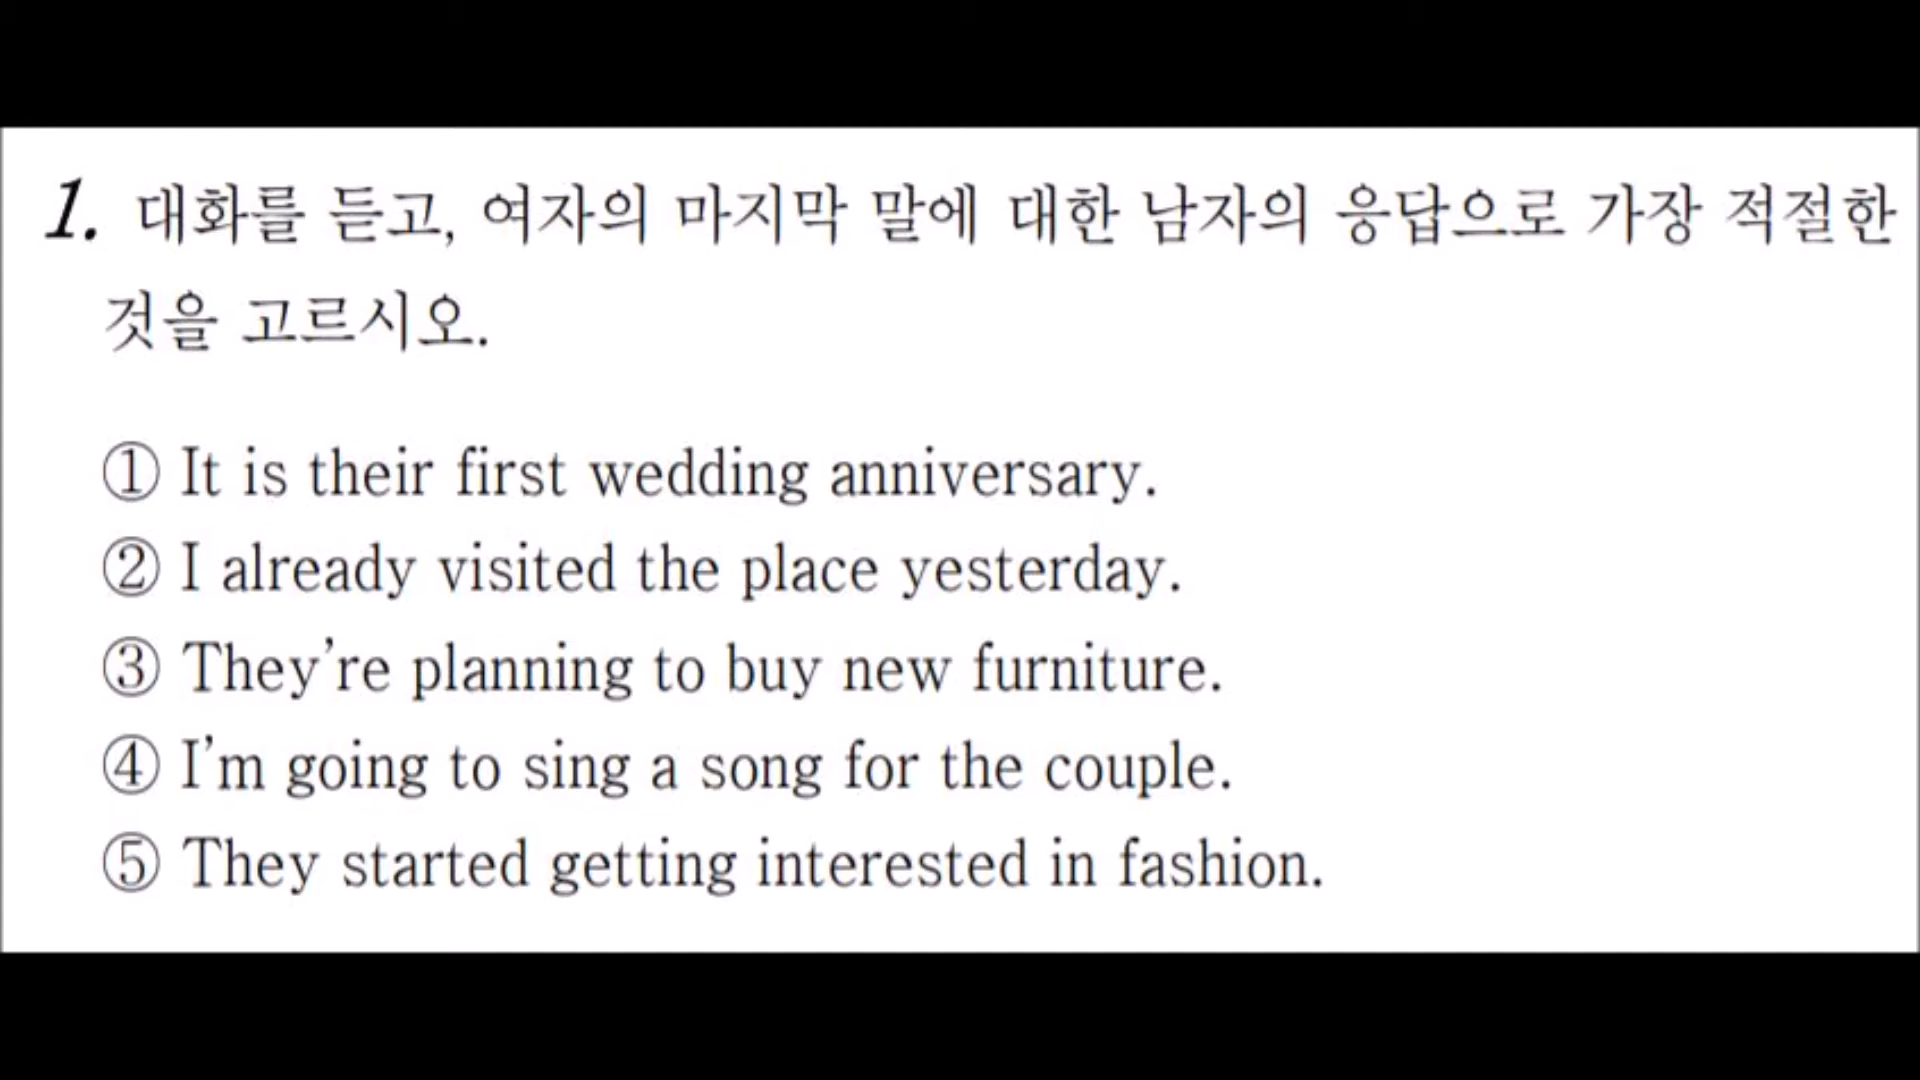 1. 대화를 듣고, 여자의 마지막 말에 대한 남자의 응답으로 가장 적절한
것을 고르시오.
① It is their first wedding anniversary.
② I already visited the place yesterday.
③ They're planning to buy new furniture.
④ I'm going to sing a song for the couple.
⑤ They started getting interested in fashion.